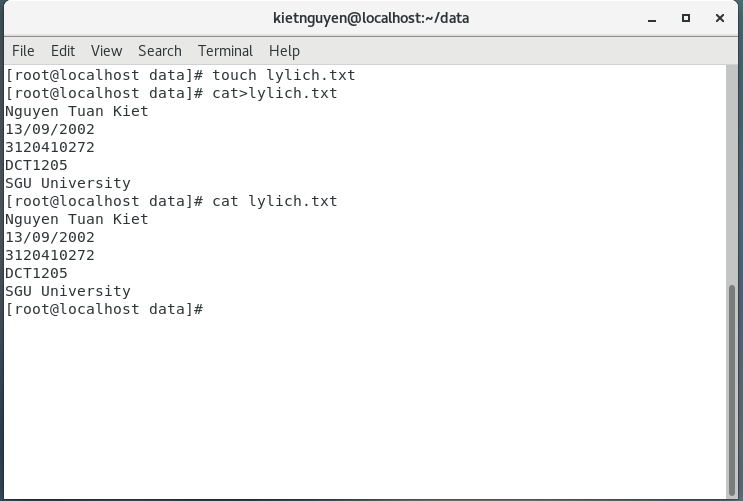 kietnguyen@localhost:~/data
File Edit View Search Terminal Help
[root@localhost data]# touch lylich.txt
[root@localhost data]# cat>lylich.txt
Nguyen Tuan Kiet
13/09/2002
3120410272
DCT1205
SGU University
[root@localhost data]# cat lylich.txt
Nguyen Tuan Kiet
13/09/2002
3120410272
DCT1205
SGU University
[root@localhost data]#